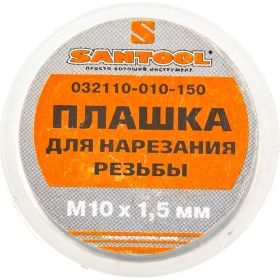 SANTOOL
ПРОСТО ХОРОШИЙ ИНСТРУМЕНТ
032110-010-150
ПЛАШКА
ДЛЯ НАРЕЗАНИЯ
РЕЗЬБЫ
М10 x 1,5 мм